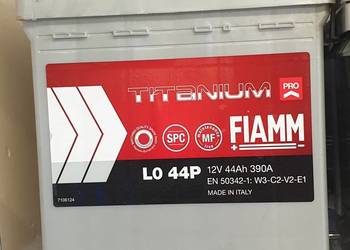 TITANIUM PRO
SPC
MF
FIAMM
L0 44P
12V 44Ah 390A
EN 50342-1: W3-C2-V2-E1
MADE IN ITALY
7106124